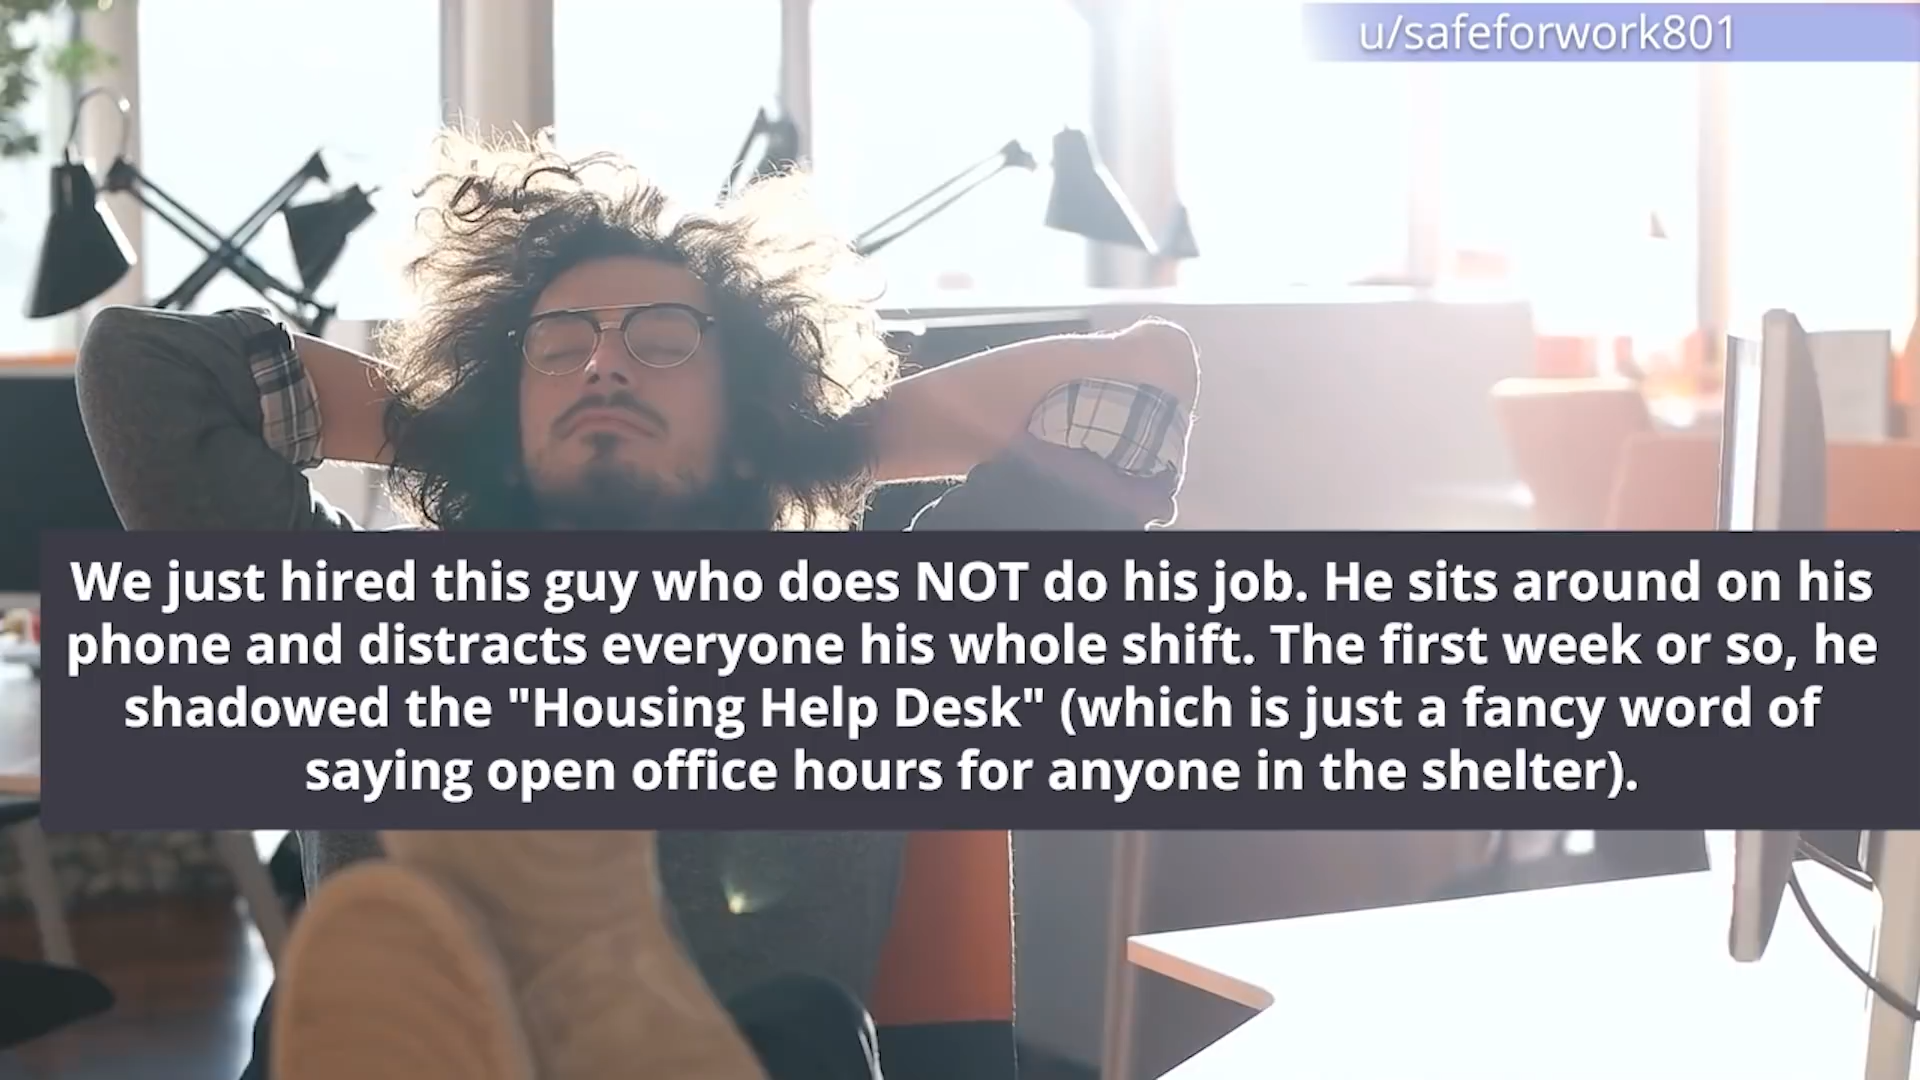 u/safeforwork801
We just hired this guy who does NOT do his job. He sits around on his
phone and distracts everyone his whole shift. The first week or so, he
shadowed the "Housing Help Desk" (which is just a fancy word of
saying open office hours for anyone in the shelter).